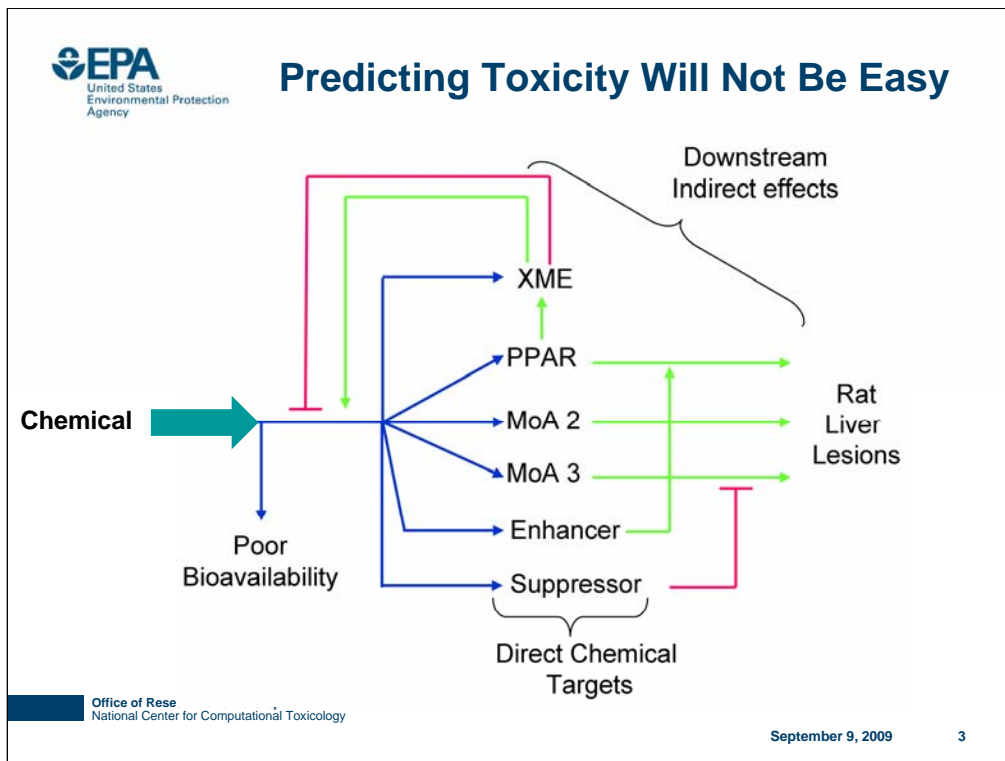 EPA
United States
Environmental Protection
Agency
Predicting Toxicity Will Not Be Easy
Downstream
Indirect effects
XME
PPAR
Chemical
MoA 2
MoA 3
Rat
Liver
Lesions
Enhancer
Poor
Bioavailability
Suppressor
Direct Chemical
Targets
Office of Rese
National Center for Computational Toxicology
September 9, 2009
3